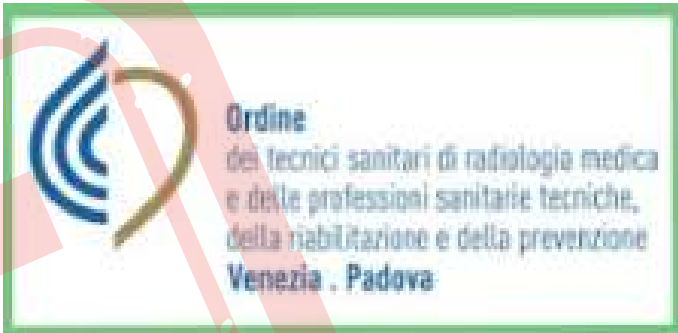 Ordine
dei tecnici sanitari di radiologia medica
e delle professioni sanitarie tecniche,
della riabilitazione e della prevenzione
Venezia . Padova